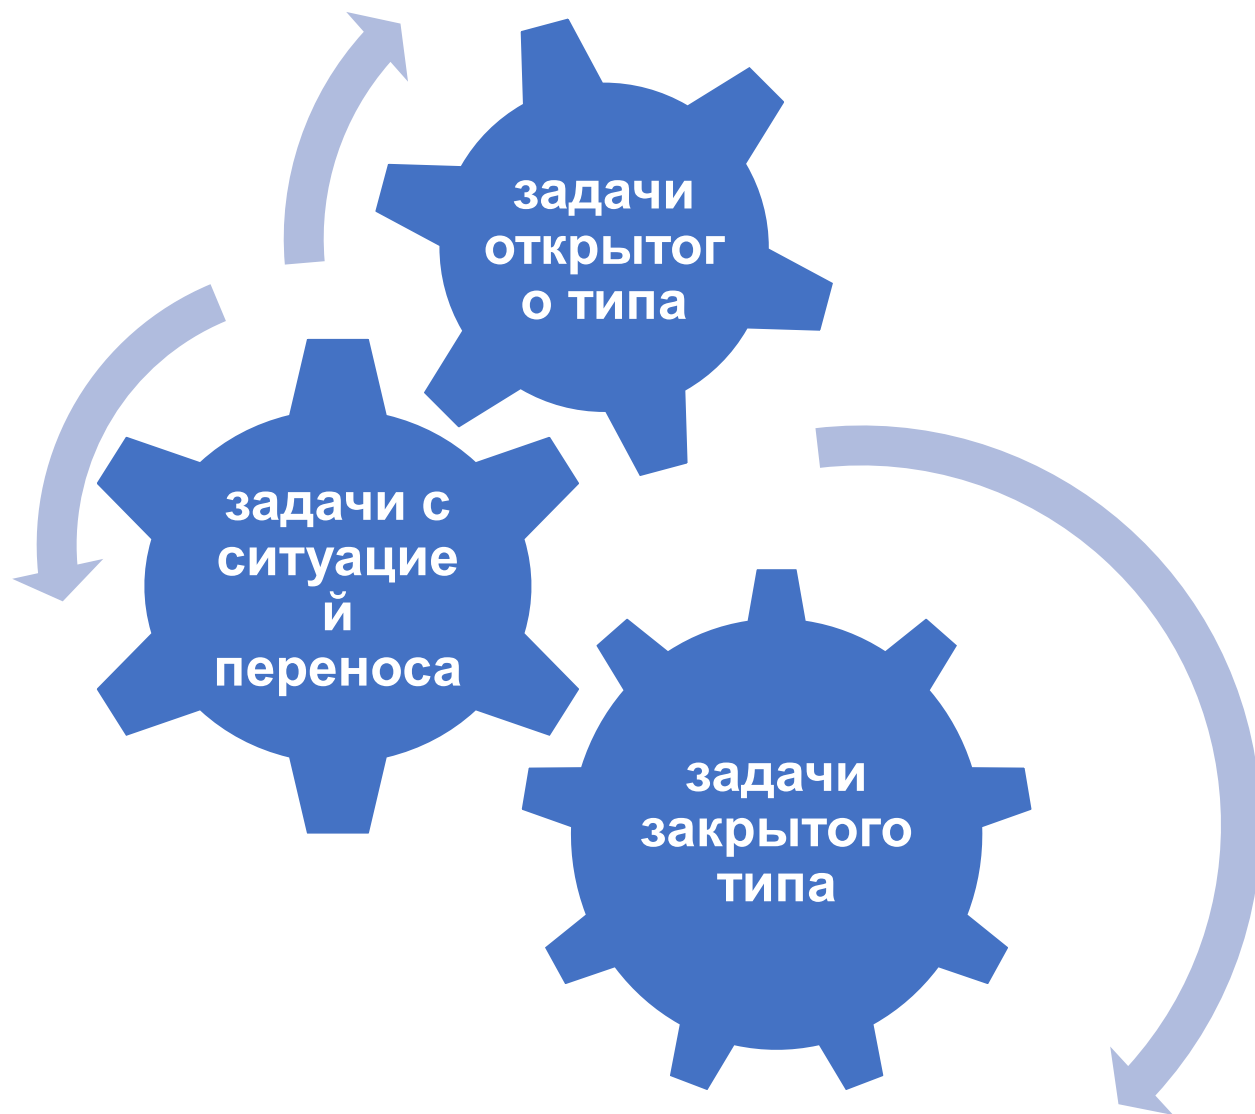 задачи
открытог
о типа
задачи с
ситуацие
й
переноса
задачи
закрытого
типа